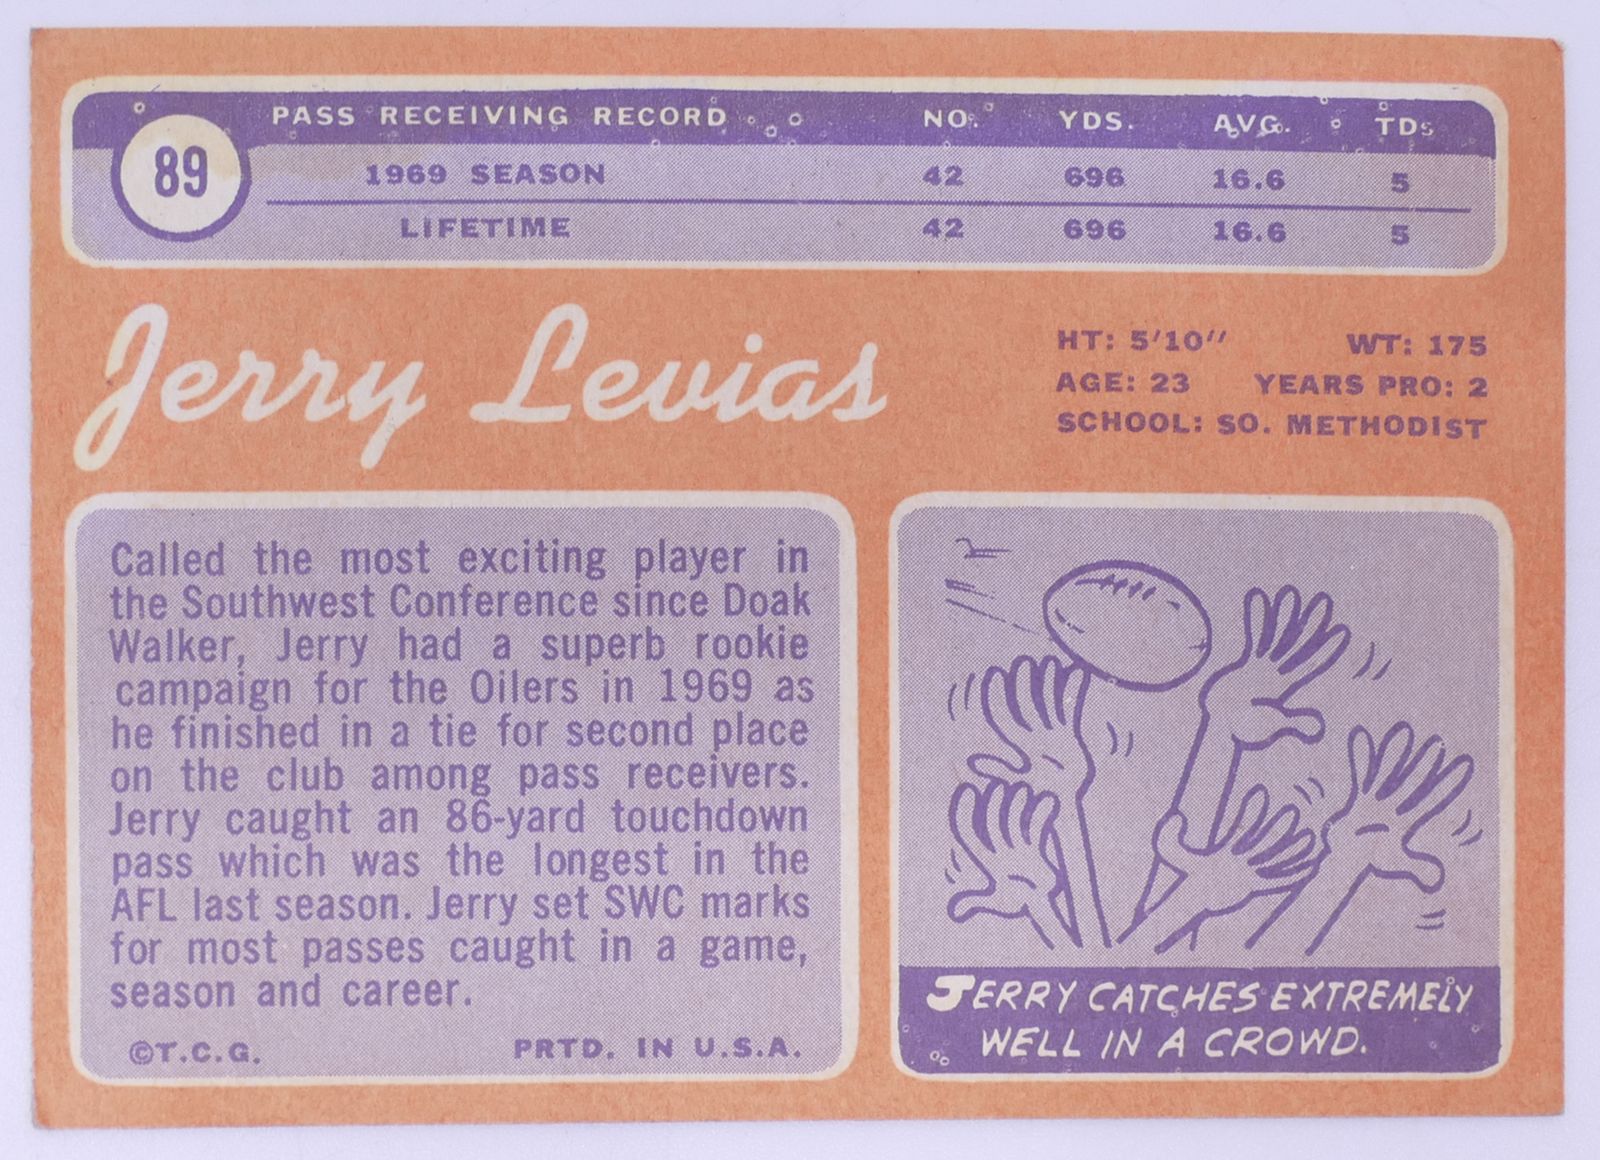 89
PASS RECEIVING RECORD NO. YDS. AVG. TDs
1969 SEASON 42 696 16.6 5
LIFETIME 42 696 16.6 5
Jerry Levias
HT: 5'10" WT: 175
AGE: 23 YEARS PRO: 2
SCHOOL: SO. METHODIST
Called the most exciting player in
the Southwest Conference since Doak
Walker, Jerry had a superb rookie
campaign for the Oilers in 1969 as
he finished in a tie for second place
on the club among pass receivers.
Jerry caught an 86-yard touchdown
pass which was the longest in the
AFL last season. Jerry set SWC marks
for most passes caught in a game,
season and career.
©T.C.G. PRTD. IN U.S.A.
JERRY CATCHES EXTREMELY
WELL IN A CROWD.